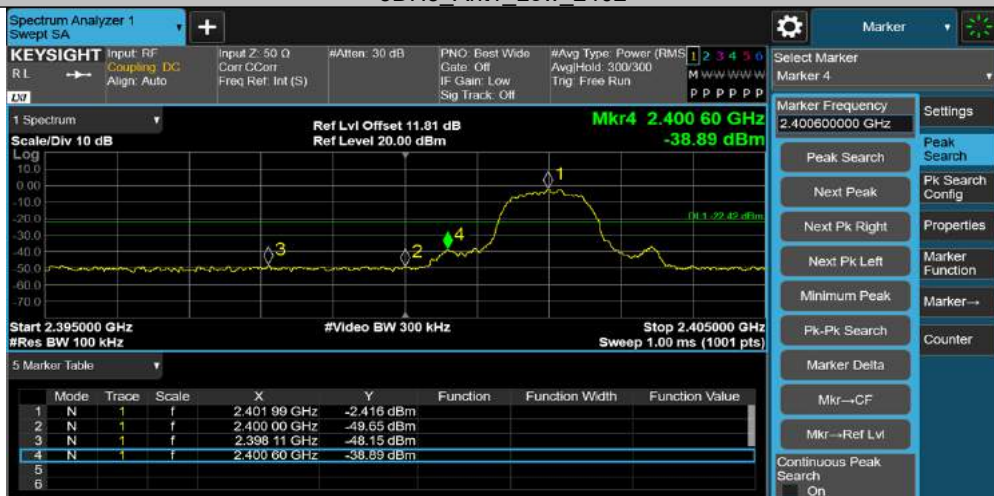 Spectrum Analyzer 1
Swept SA
+
Marker
KEYSIGHT Input: RF
RL
Coupling: DC
Align: Auto
LXI
Input Z: 50 Ω
Corr CCorr
Freq Ref: Int (S)
#Atten: 30 dB
PNO: Best Wide
Gate: Off
IF Gain: Low
Sig Track: Off
#Avg Type: Power (RMS
Avg|Hold: 300/300
Trig: Free Run
1 2 3 4 5 6
M W W W W W
P P P P P P
Select Marker
Marker 4
1 Spectrum
Scale/Div 10 dB
Ref Lvl Offset 11.81 dB
Ref Level 20.00 dBm
Mkr4 2.400 60 GHz
-38.89 dBm
Log
10.0
0.00
-10.0
-20.0
-30.0
-40.0
-50.0
-60.0
-70.0
1
DL1 -22.42 dBm
4
3
2
Start 2.395000 GHz
#Res BW 100 kHz
#Video BW 300 kHz
Stop 2.405000 GHz
Sweep 1.00 ms (1001 pts)
5 Marker Table
Mode Trace Scale X Y Function Function Width Function Value
1 N 1 f 2.401 99 GHz -2.416 dBm
2 N 1 f 2.400 00 GHz -49.65 dBm
3 N 1 f 2.398 11 GHz -48.15 dBm
4 N 1 f 2.400 60 GHz -38.89 dBm
5
6
Marker Frequency
2.400600000 GHz
Peak Search
Next Peak
Next Pk Right
Next Pk Left
Minimum Peak
Pk-Pk Search
Marker Delta
Mkr→CF
Mkr→Ref Lvl
Continuous Peak
Search
On
Settings
Peak
Search
Pk Search
Config
Properties
Marker
Function
Marker→
Counter